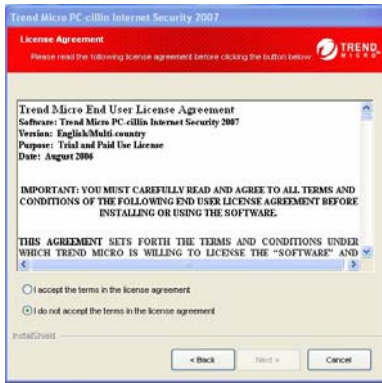 Trend Micro PC-cillin Internet Security 2007
License Agreement
Please read the following license agreement before clicking the button below
TREND
MICRO
Trend Micro End User License Agreement
Software: Trend Micro PC-cillin Internet Security 2007
Version: English/Multi-country
Purpose: Trial and Paid Use License
Date: August 2006
IMPORTANT: YOU MUST CAREFULLY READ AND AGREE TO ALL TERMS AND
CONDITIONS OF THE FOLLOWING END USER LICENSE AGREEMENT BEFORE
INSTALLING OR USING THE SOFTWARE.
THIS AGREEMENT SETS FORTH THE TERMS AND CONDITIONS UNDER
WHICH TREND MICRO IS WILLING TO LICENSE THE "SOFTWARE" AND
I accept the terms in the license agreement
I do not accept the terms in the license agreement
InstallShield
< Back
Next >
Cancel